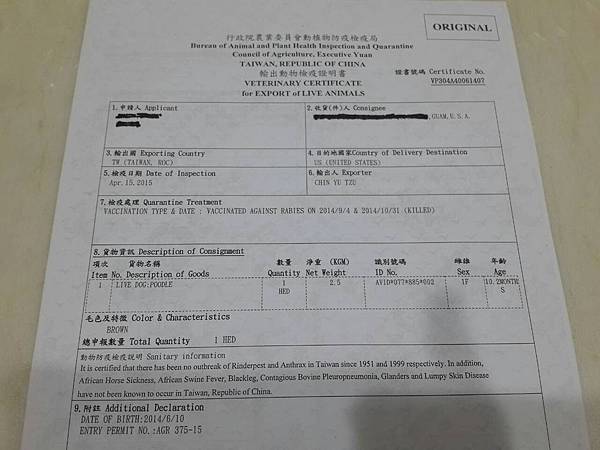 ORIGINAL
行政院農業委員會動植物防疫檢疫局
Bureau of Animal and Plant Health Inspection and Quarantine
Council of Agriculture, Executive Yuan
TAIWAN, REPUBLIC OF CHINA
輸出動物檢疫證明書
VETERINARY CERTIFICATE
for EXPORT of LIVE ANIMALS
證書號碼 Certificate No.
VP304A40061407
1.申請人 Applicant
2.收貨(件)人 Consignee
,GUAM,U.S.A.
3.輸出國 Exporting Country
TW (TAIWAN, ROC)
4.目的地國家Country of Delivery Destination
US (UNITED STATES)
5.檢疫日期 Date of Inspection
Apr.15.2015
6.輸出人 Exporter
CHIN YU TZU
7.檢疫處理 Quarantine Treatment
VACCINATION TYPE & DATE : VACCINATED AGAINST RABIES ON 2014/9/4 & 2014/10/31 (KILLED)
8.貨物資訊 Description of Consignment
項次 貨物名稱 數量 淨重 (KGM) 識別號碼 雌雄 年齡
Item No. Description of Goods Quantity Net Weight ID No. Sex Age
1 LIVE DOG:POODLE 1 2.5 AVID*077*885*002 1F 10.2MONTH
HED S
毛色及特徵 Color & Characteristics
BROWN
總申報數量 Total Quantity 1 HED
動物防疫檢疫說明 Sanitary information
It is certified that there has been no outbreak of Rinderpest and Anthrax in Taiwan since 1951 and 1999 respectively. In addition,
African Horse Sickness, African Swine Fever, Blackleg, Contagious Bovine Pleuropneumonia, Glanders and Lumpy Skin Disease
have not been known to occur in Taiwan, Republic of China.
9.附註 Additional Declaration
DATE OF BIRTH:2014/6/10
ENTRY PERMIT NO.:AGR 375-15